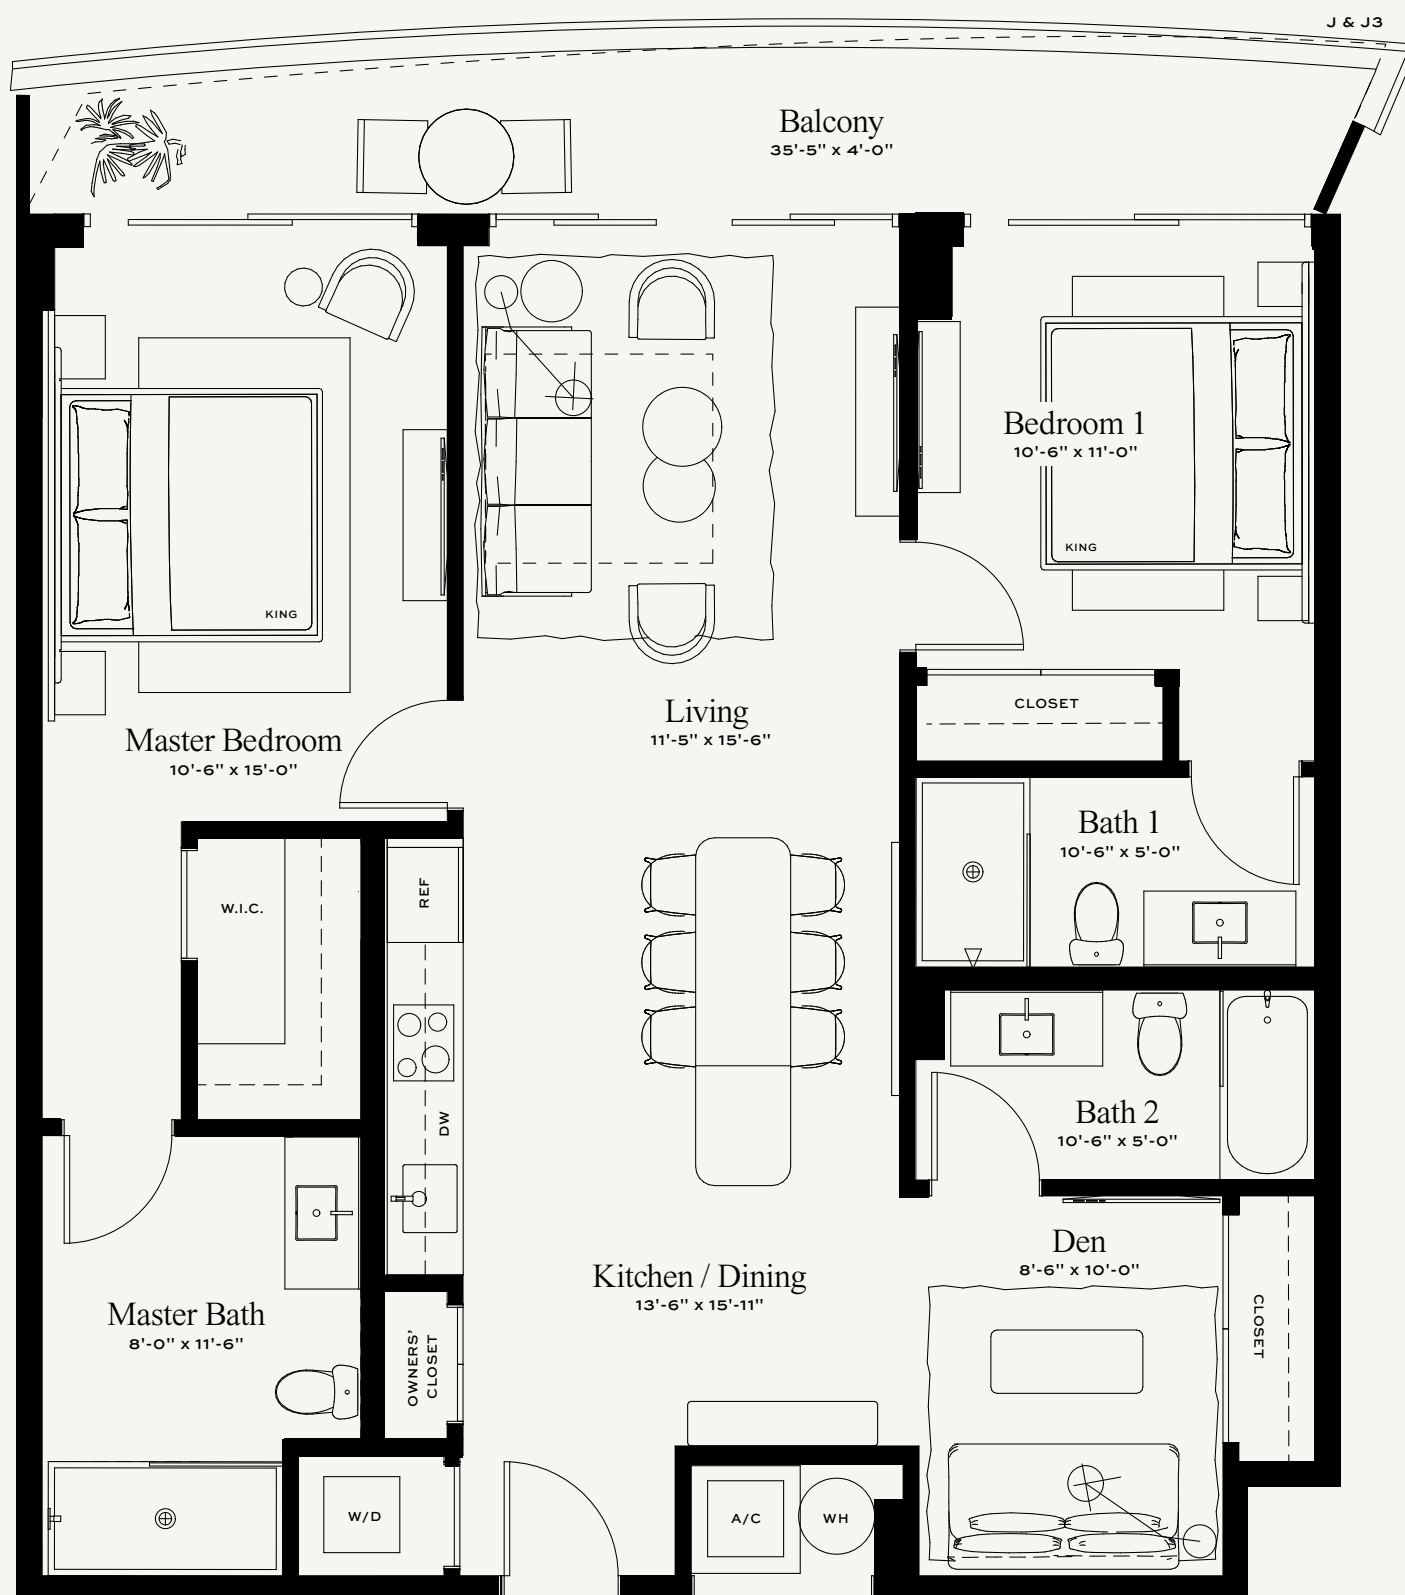 J & J3
Balcony
35'-5" x 4'-0"
Bedroom 1
10'-6" x 11'-0"
KING
KING
CLOSET
Living
11'-5" x 15'-6"
Master Bedroom
10'-6" x 15'-0"
Bath 1
10'-6" x 5'-0"
REF
W.I.C.
DW
Bath 2
10'-6" x 5'-0"
Den
8'-6" x 10'-0"
Kitchen / Dining
13'-6" x 15'-11"
Master Bath
8'-0" x 11'-6"
CLOSET
OWNERS'
CLOSET
W/D
A/C
WH